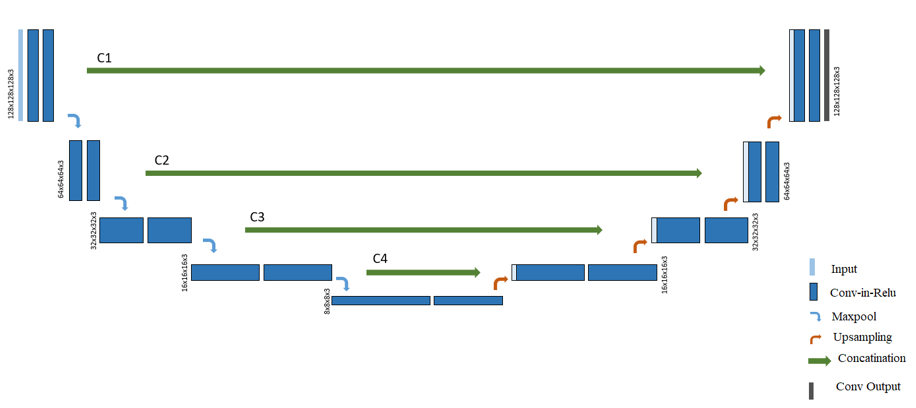 C1
128x128x128x3
128x128x128x3
C2
64x64x64x3
64x64x64x3
C3
32x32x32x3
32x32x32x3
C4
16x16x16x3
16x16x16x3
8x8x8x3
Input
Conv-in-Relu
Maxpool
Upsampling
Concatination
Conv Output